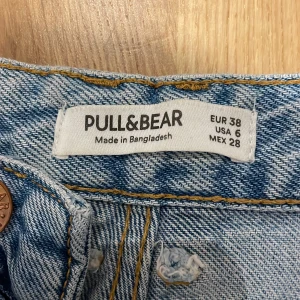 PULL&BEAR
Made in Bangladesh
EUR 38
USA 6
MEX 28